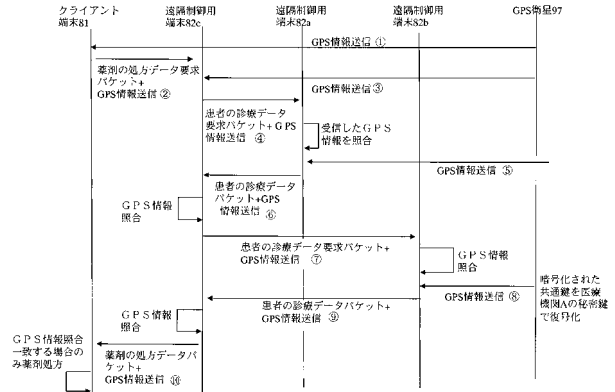 クライアント
端末81
遠隔制御用
端末82c
遠隔制御用
端末82a
遠隔制御用
端末82b
GPS衛星97
GPS情報送信 ①
薬剤の処方データ要求
パケット+
GPS情報送信 ②
GPS情報送信 ③
患者の診療データ
要求パケット+GPS
情報送信 ④
受信したGPS
情報を照合
GPS情報送信 ⑤
患者の診療データ
パケット+GPS
情報送信 ⑥
GPS情報
照合
患者の診療データ要求パケット+
GPS情報送信 ⑦
GPS情報
照合
GPS情報送信 ⑧
暗号化された
共通鍵を医療
機関Aの秘密鍵
で復号化
患者の診療データパケット+
GPS情報送信 ⑨
GPS情報
照合
GPS情報照合
一致する場合の
み薬剤処方
薬剤の処方データパ
ケット+
GPS情報送信 ⑩